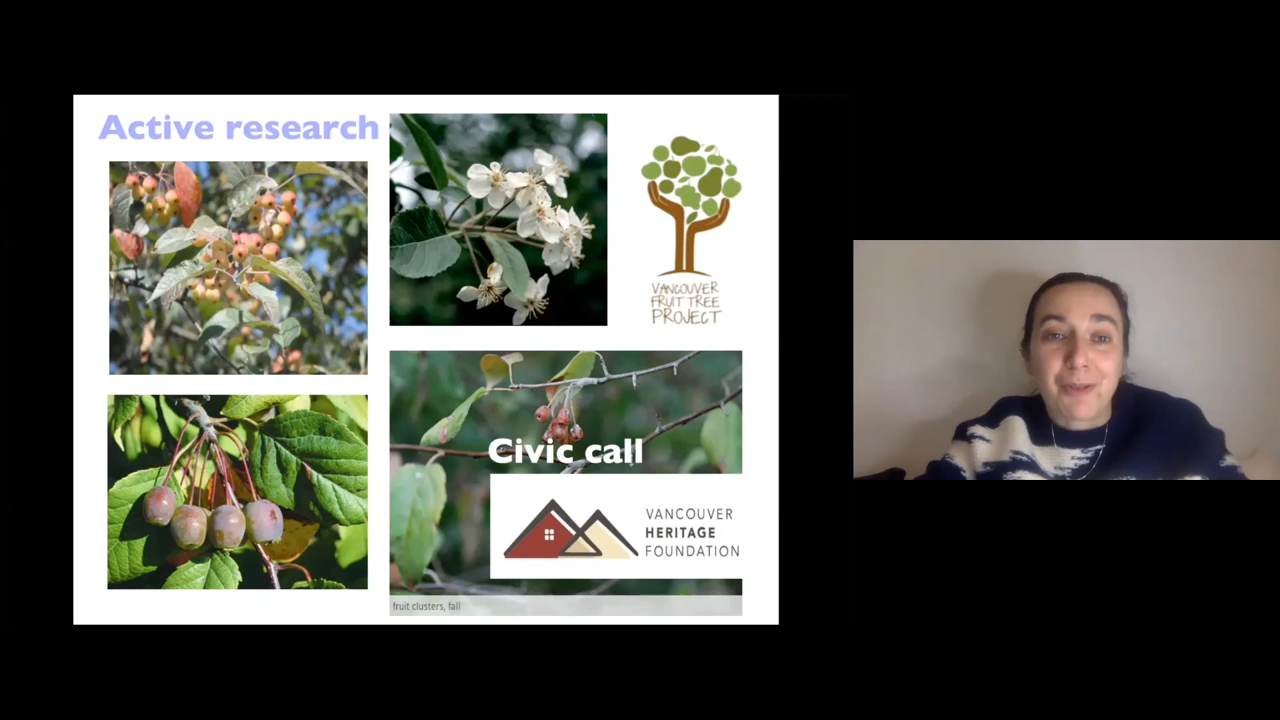 Active research
VANCOUVER
FRUIT TREE
PROJECT
Civic call
VANCOUVER
HERITAGE
FOUNDATION
fruit clusters, fall